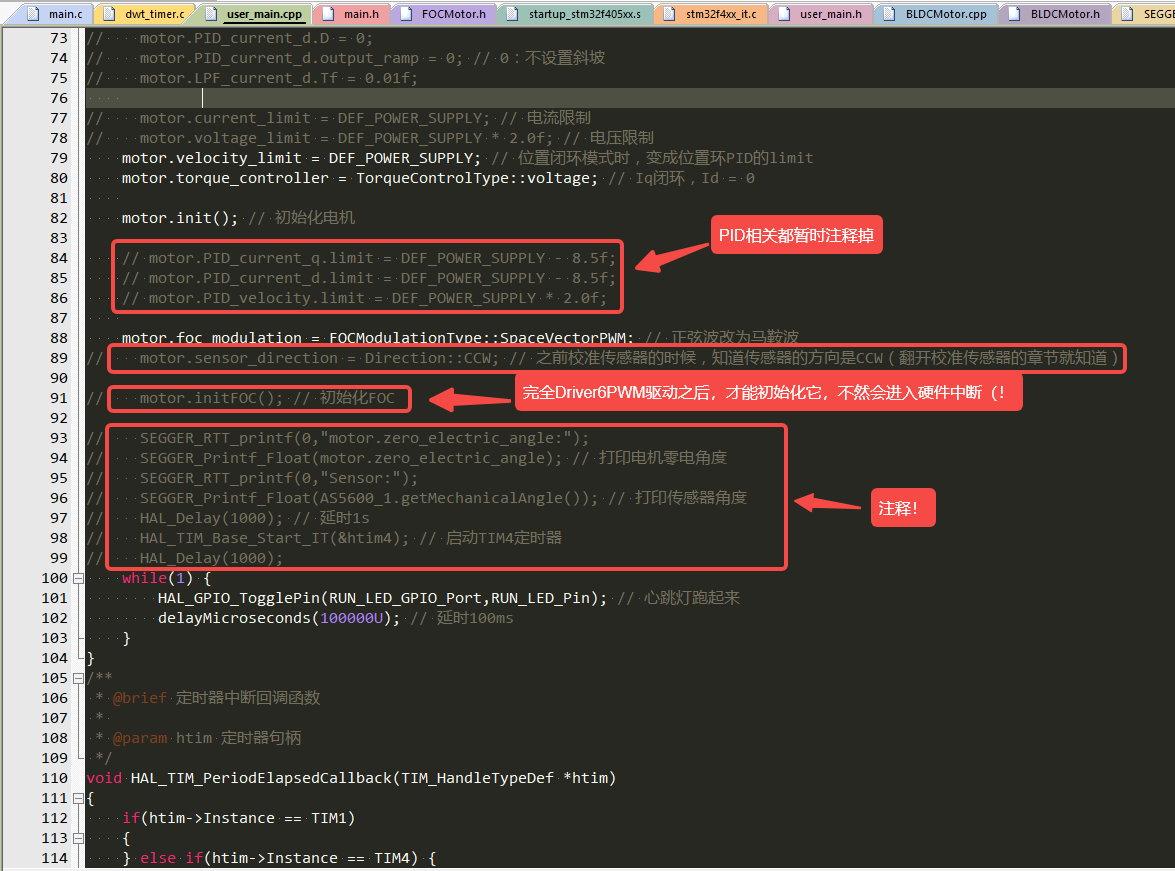 main.c dwt_timer.c user_main.cpp main.h FOCMotor.h startup_stm32f405xx.s stm32f4xx_it.c user_main.h BLDCMotor.cpp BLDCMotor.h SEGGE
73 // motor.PID_current_d.D = 0;
74 // motor.PID_current_d.output_ramp = 0; // 0：不设置斜坡
75 // motor.LPF_current_d.Tf = 0.01f;
76
77 // motor.current_limit = DEF_POWER_SUPPLY; // 电流限制
78 // motor.voltage_limit = DEF_POWER_SUPPLY * 2.0f; // 电压限制
79 motor.velocity_limit = DEF_POWER_SUPPLY; // 位置闭环模式时，变成位置环PID的limit
80 motor.torque_controller = TorqueControlType::voltage; // Iq闭环，Id = 0
81
82 motor.init(); // 初始化电机
83
PID相关都暂时注释掉
84 // motor.PID_current_q.limit = DEF_POWER_SUPPLY - 8.5f;
85 // motor.PID_current_d.limit = DEF_POWER_SUPPLY - 8.5f;
86 // motor.PID_velocity.limit = DEF_POWER_SUPPLY * 2.0f;
87
88 motor.foc_modulation = FOCModulationType::SpaceVectorPWM; // 正弦波改为马鞍波
89 // motor.sensor_direction = Direction::CCW; // 之前校准传感器的时候，知道传感器的方向是CCW（翻开校准传感器的章节就知道）
90
91 // motor.initFOC(); // 初始化FOC
完全Driver6PWM驱动之后，才能初始化它，不然会进入硬件中断（！
92
93 // SEGGER_RTT_printf(0,"motor.zero_electric_angle:");
94 // SEGGER_Printf_Float(motor.zero_electric_angle); // 打印电机零电角度
95 // SEGGER_RTT_printf(0,"Sensor:");
96 // SEGGER_Printf_Float(AS5600_1.getMechanicalAngle()); // 打印传感器角度
97 // HAL_Delay(1000); // 延时1s
98 // HAL_TIM_Base_Start_IT(&htim4); // 启动TIM4定时器
99 // HAL_Delay(1000);
注释！
100 while(1) {
101 HAL_GPIO_TogglePin(RUN_LED_GPIO_Port,RUN_LED_Pin); // 心跳灯跑起来
102 delayMicroseconds(100000U); // 延时100ms
103 }
104 }
105 /**
106 * @brief 定时器中断回调函数
107 *
108 * @param htim 定时器句柄
109 */
110 void HAL_TIM_PeriodElapsedCallback(TIM_HandleTypeDef *htim)
111 {
112 if(htim->Instance == TIM1)
113 {
114 } else if(htim->Instance == TIM4) {